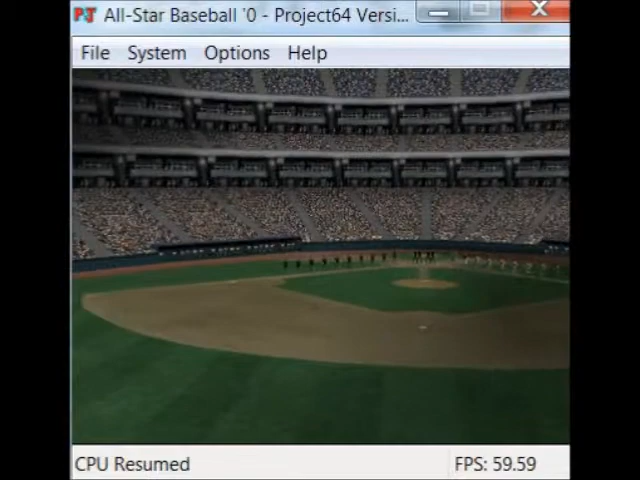 All-Star Baseball '0 - Project64 Versi...
File System Options Help
CPU Resumed FPS: 59.59